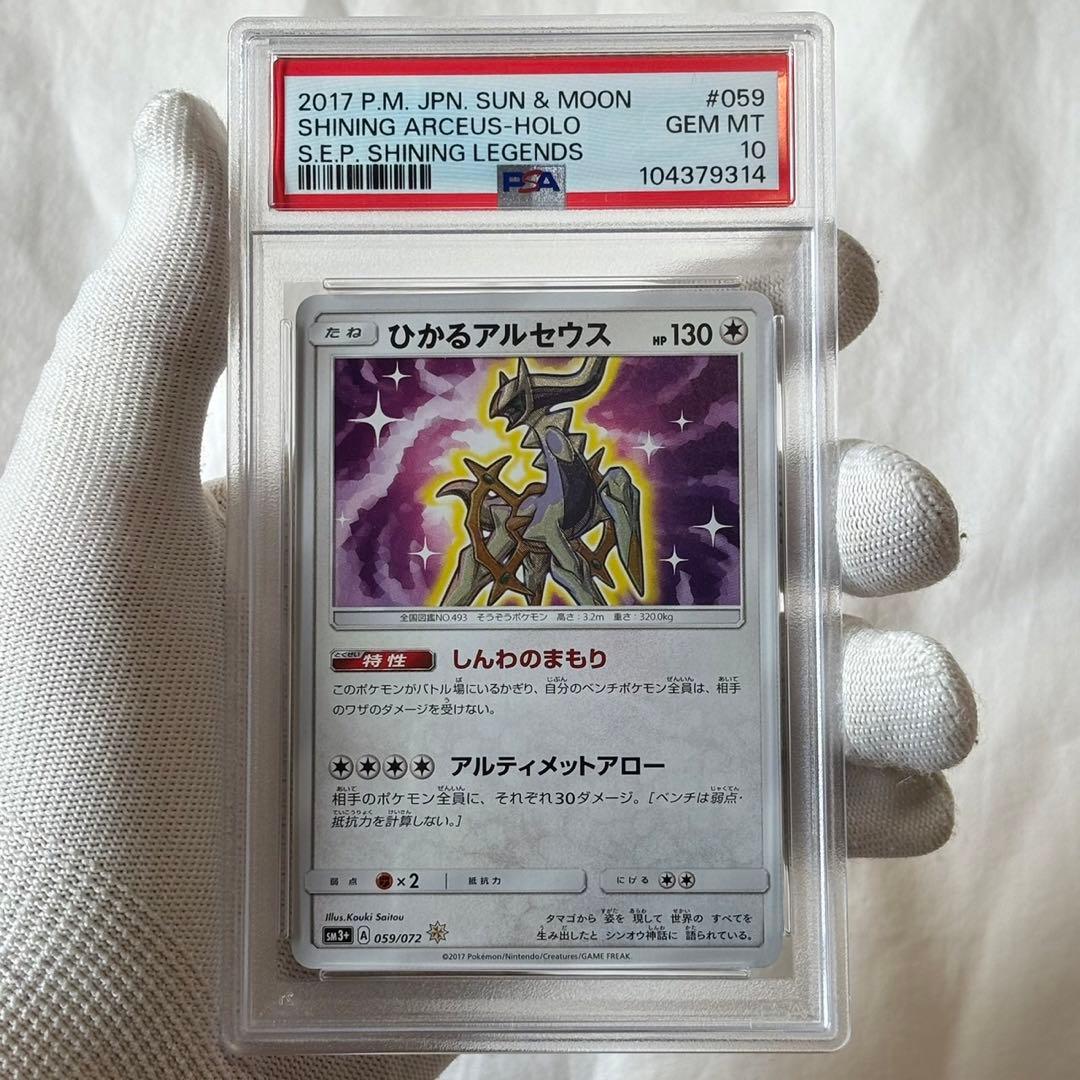 2017 P.M. JPN. SUN & MOON #059
SHINING ARCEUS-HOLO GEM MT
S.E.P. SHINING LEGENDS 10
PSA 104379314
たね ひかるアルセウス HP 130
全国図鑑NO.493 そうぞうポケモン 高さ:3.2m 重さ:320.0kg
とくせい
特性 しんわのまもり
このポケモンがバトル場にいるかぎり、自分のベンチポケモン全員は、相手
のワザのダメージを受けない。
アルティメットアロー
相手のポケモン全員に、それぞれ30ダメージ。[ベンチは弱点・
抵抗力を計算しない。]
弱点 ×2 抵抗力 にげる
Illus.Kouki Saitou
タマゴから 姿を 現して 世界の すべてを
生み出したと シンオウ神話に 語られている。
SM3+ A 059/072
©2017 Pokémon/Nintendo/Creatures/GAME FREAK.